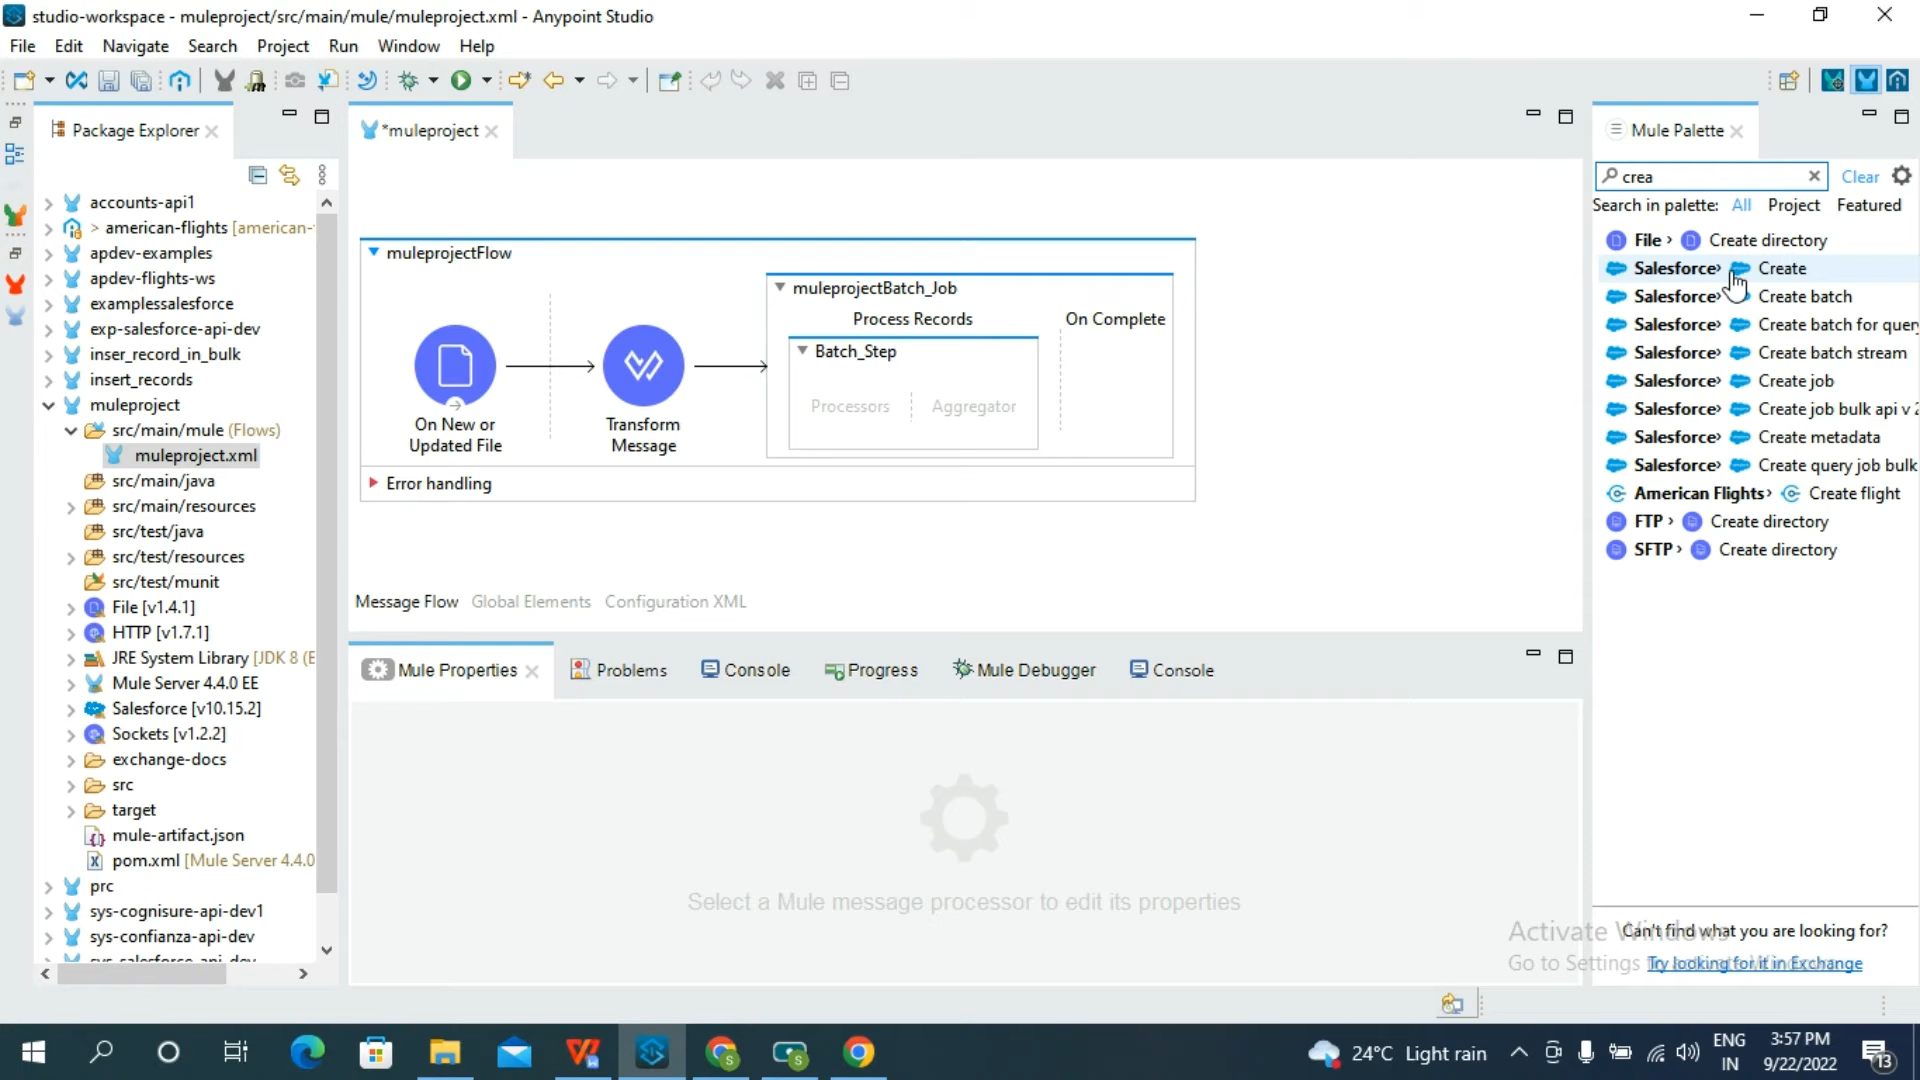 studio-workspace - muleproject/src/main/mule/muleproject.xml - Anypoint Studio
File Edit Navigate Search Project Run Window Help
Package Explorer
accounts-api1
> american-flights [american-
apdev-examples
apdev-flights-ws
examplessalesforce
exp-salesforce-api-dev
inser_record_in_bulk
insert_records
muleproject
src/main/mule (Flows)
muleproject.xml
src/main/java
src/main/resources
src/test/java
src/test/resources
src/test/munit
File [v1.4.1]
HTTP [v1.7.1]
JRE System Library [JDK 8 (E
Mule Server 4.4.0 EE
Salesforce [v10.15.2]
Sockets [v1.2.2]
exchange-docs
src
target
mule-artifact.json
pom.xml [Mule Server 4.4.0
prc
sys-cognisure-api-dev1
sys-confianza-api-dev
sys-salesforce-api-dev
*muleproject
muleprojectFlow
On New or
Updated File
Transform
Message
muleprojectBatch_Job
Process Records
On Complete
Batch_Step
Processors
Aggregator
Error handling
Message Flow Global Elements Configuration XML
Mule Properties Problems Console Progress Mule Debugger Console
Select a Mule message processor to edit its properties
Mule Palette
crea
Clear
Search in palette: All Project Featured
File › Create directory
Salesforce› Create
Salesforce› Create batch
Salesforce› Create batch for query
Salesforce› Create batch stream
Salesforce› Create job
Salesforce› Create job bulk api v 2
Salesforce› Create metadata
Salesforce› Create query job bulk
American Flights› Create flight
FTP › Create directory
SFTP › Create directory
Can't find what you are looking for?
Try looking for it in Exchange
Activate Windows
Go to Settings to activate Windows.
24°C Light rain
ENG
IN
3:57 PM
9/22/2022
13